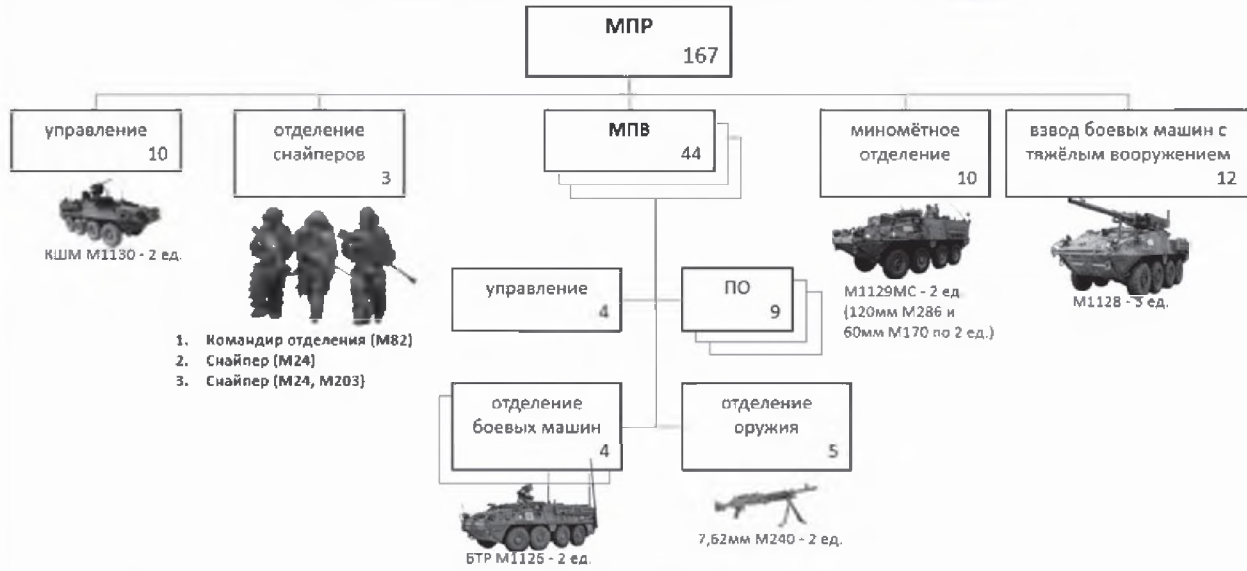 МПР
167
управление
10
отделение
снайперов
3
МПВ
44
миномётное
отделение
10
взвод боевых машин с
тяжёлым вооружением
12
КШМ М1130 - 2 ед.
1. Командир отделения (М82)
2. Снайпер (М24)
3. Снайпер (М24, М203)
М1129МС - 2 ед
(120мм М286 и
60мм М170 по 2 ед.)
М1128 - 3 ед.
управление
4
ПО
9
отделение
боевых машин
4
отделение
оружия
5
БТР М1126 - 2 ед.
7,62мм М240 - 2 ед.